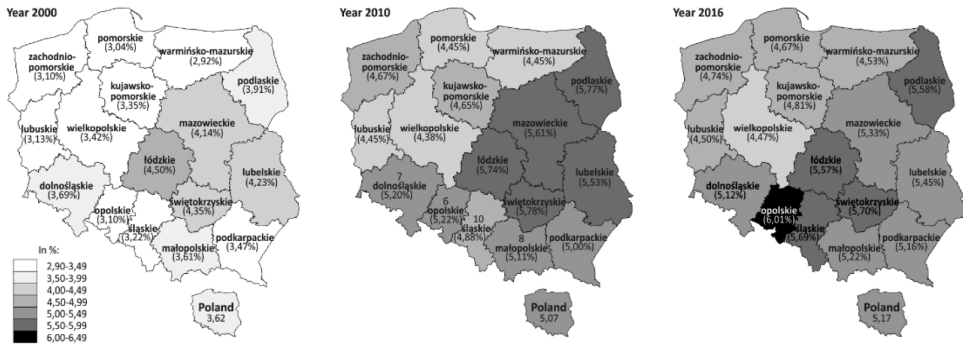 Year 2000
pomorskie
(3,04%)
warmińsko-mazurskie
(2,92%)
zachodnio-
pomorskie
(3,10%)
podlaskie
(3,91%)
kujawsko-
pomorskie
(3,35%)
mazowieckie
(4,14%)
lubuskie
(3,13%)
wielkopolskie
(3,42%)
łódzkie
(4,50%)
lubelskie
(4,23%)
dolnośląskie
(3,69%)
opolskie
(3,10%)
świętokrzyskie
(4,35%)
śląskie
(3,22%)
podkarpackie
(3,47%)
małopolskie
(3,61%)
Poland
3,62
In %:
2,90-3,49
3,50-3,99
4,00-4,49
4,50-4,99
5,00-5,49
5,50-5,99
6,00-6,49
Year 2010
pomorskie
(4,45%)
warmińsko-mazurskie
(4,45%)
zachodnio-
pomorskie
(4,67%)
podlaskie
(5,77%)
kujawsko-
pomorskie
(4,65%)
mazowieckie
(5,61%)
lubuskie
(4,45%)
wielkopolskie
(4,38%)
łódzkie
(5,74%)
lubelskie
(5,53%)
7
dolnośląskie
(5,20%)
6
opolskie
(5,22%)
świętokrzyskie
(5,78%)
10
śląskie
(4,88%)
8
małopolskie
(5,11%)
podkarpackie
(5,00%)
Poland
5,07
Year 2016
pomorskie
(4,67%)
warmińsko-mazurskie
(4,53%)
zachodnio-
pomorskie
(4,74%)
podlaskie
(5,58%)
kujawsko-
pomorskie
(4,81%)
mazowieckie
(5,33%)
lubuskie
(4,50%)
wielkopolskie
(4,47%)
łódzkie
(5,57%)
lubelskie
(5,45%)
dolnośląskie
(5,12%)
opolskie
(6,01%)
świętokrzyskie
(5,70%)
śląskie
(5,69%)
małopolskie
(5,22%)
podkarpackie
(5,16%)
Poland
5,17